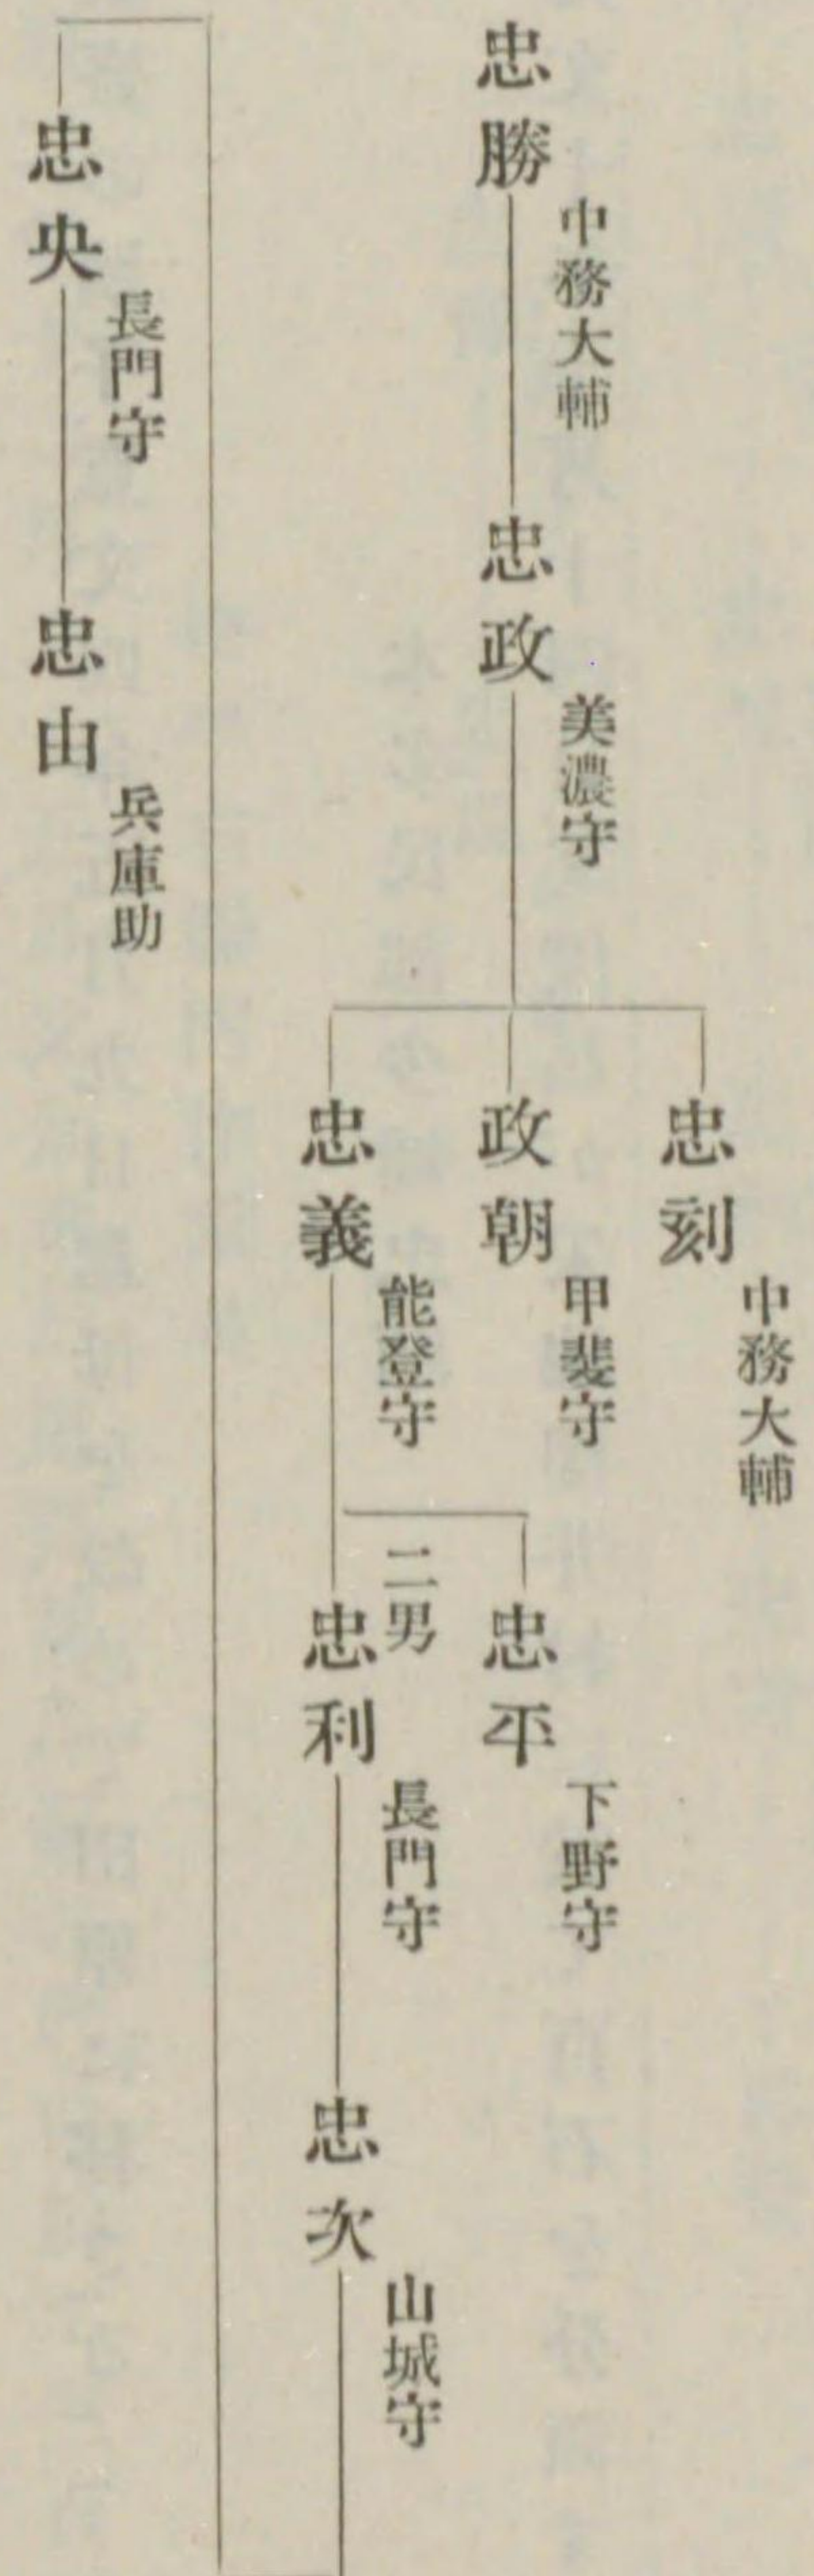 忠勝
中務大輔
忠政
美濃守
忠刻
中務大輔
政朝
甲斐守
忠義
能登守
忠平
下野守
二男
忠利
長門守
忠次
山城守
忠央
長門守
忠由
兵庫助